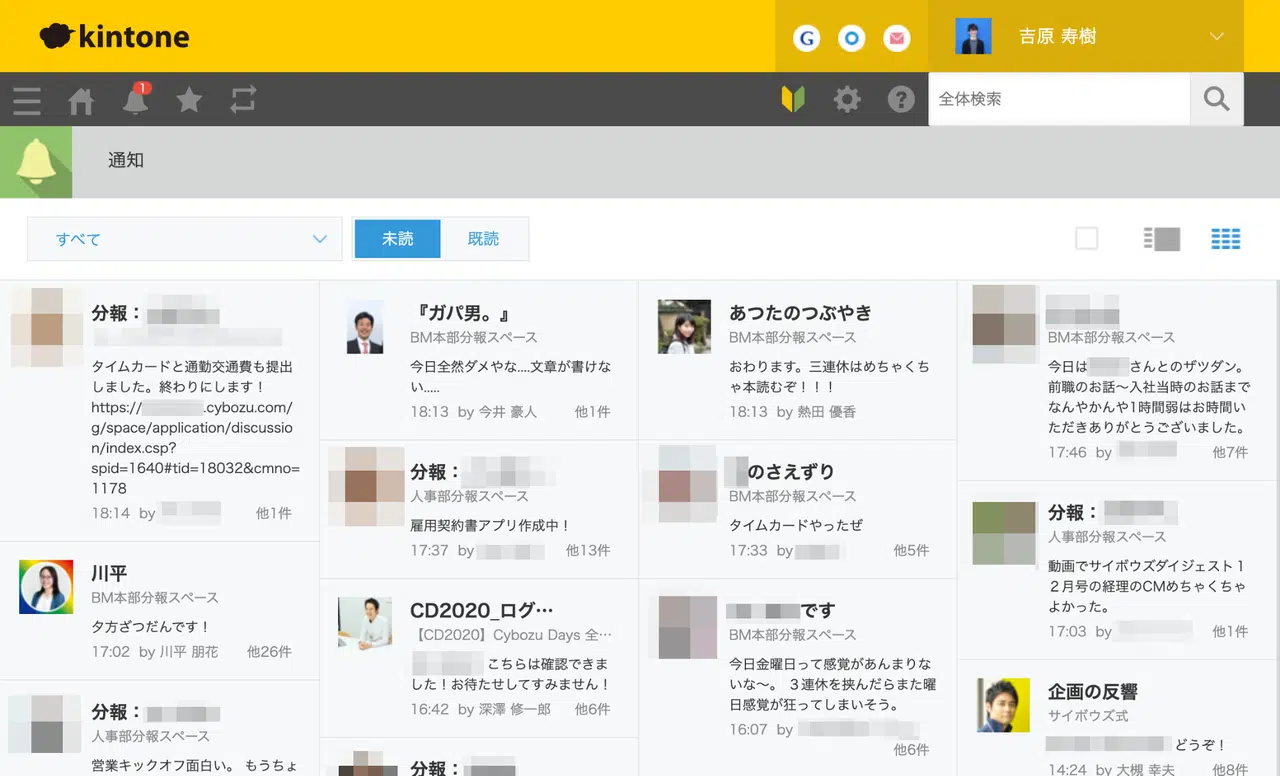 kintone
G
吉原 寿樹
1
?
全体検索
通知
すべて
未読
既読
分報：
タイムカードと通勤交通費も提出
しました。終わりにします！
https://
.cybozu.com/
g/space/application/discussio
n/index.csp?
spid=1640#tid=18032&cmno=
1178
18:14 by
他1件
川平
BM本部分報スペース
夕方ざつだんです！
17:02 by 川平 朋花 他26件
分報：
人事部分報スペース
営業キックオフ面白い。 もうちょ
『ガパ男。』
BM本部分報スペース
今日全然ダメやな....文章が書けな
い.....
18:13 by 今井 豪人 他1件
分報：
人事部分報スペース
雇用契約書アプリ作成中！
17:37 by
他13件
CD2020_ログ…
【CD2020】Cybozu Days 全…
こちらは確認できま
した！お待たせしてすみません！
16:42 by 深澤 修一郎 他6件
分報：
あつたのつぶやき
BM本部分報スペース
おわります。三連休はめちゃくち
ゃ本読むぞ！！！
18:13 by 熱田 優香
のさえずり
BM本部分報スペース
タイムカードやったぜ
17:33 by
他5件
です
BM本部分報スペース
今日金曜日って感覚があんまりな
いな〜。 ３連休を挟んだらまた曜
日感覚が狂ってしまいそう。
16:07 by
他6件
BM本部分報スペース
今日は
さんとのザツダン。
前職のお話〜入社当時のお話まで
なんやかんや1時間弱はお時間い
ただきありがとうございました。
17:46 by
他7件
分報：
人事部分報スペース
動画でサイボウズダイジェスト１
２月号の経理のCMめちゃくちゃ
よかった。
17:03 by
他1件
企画の反響
サイボウズ式
どうぞ！
14:24 by 大槻 幸夫 他8件